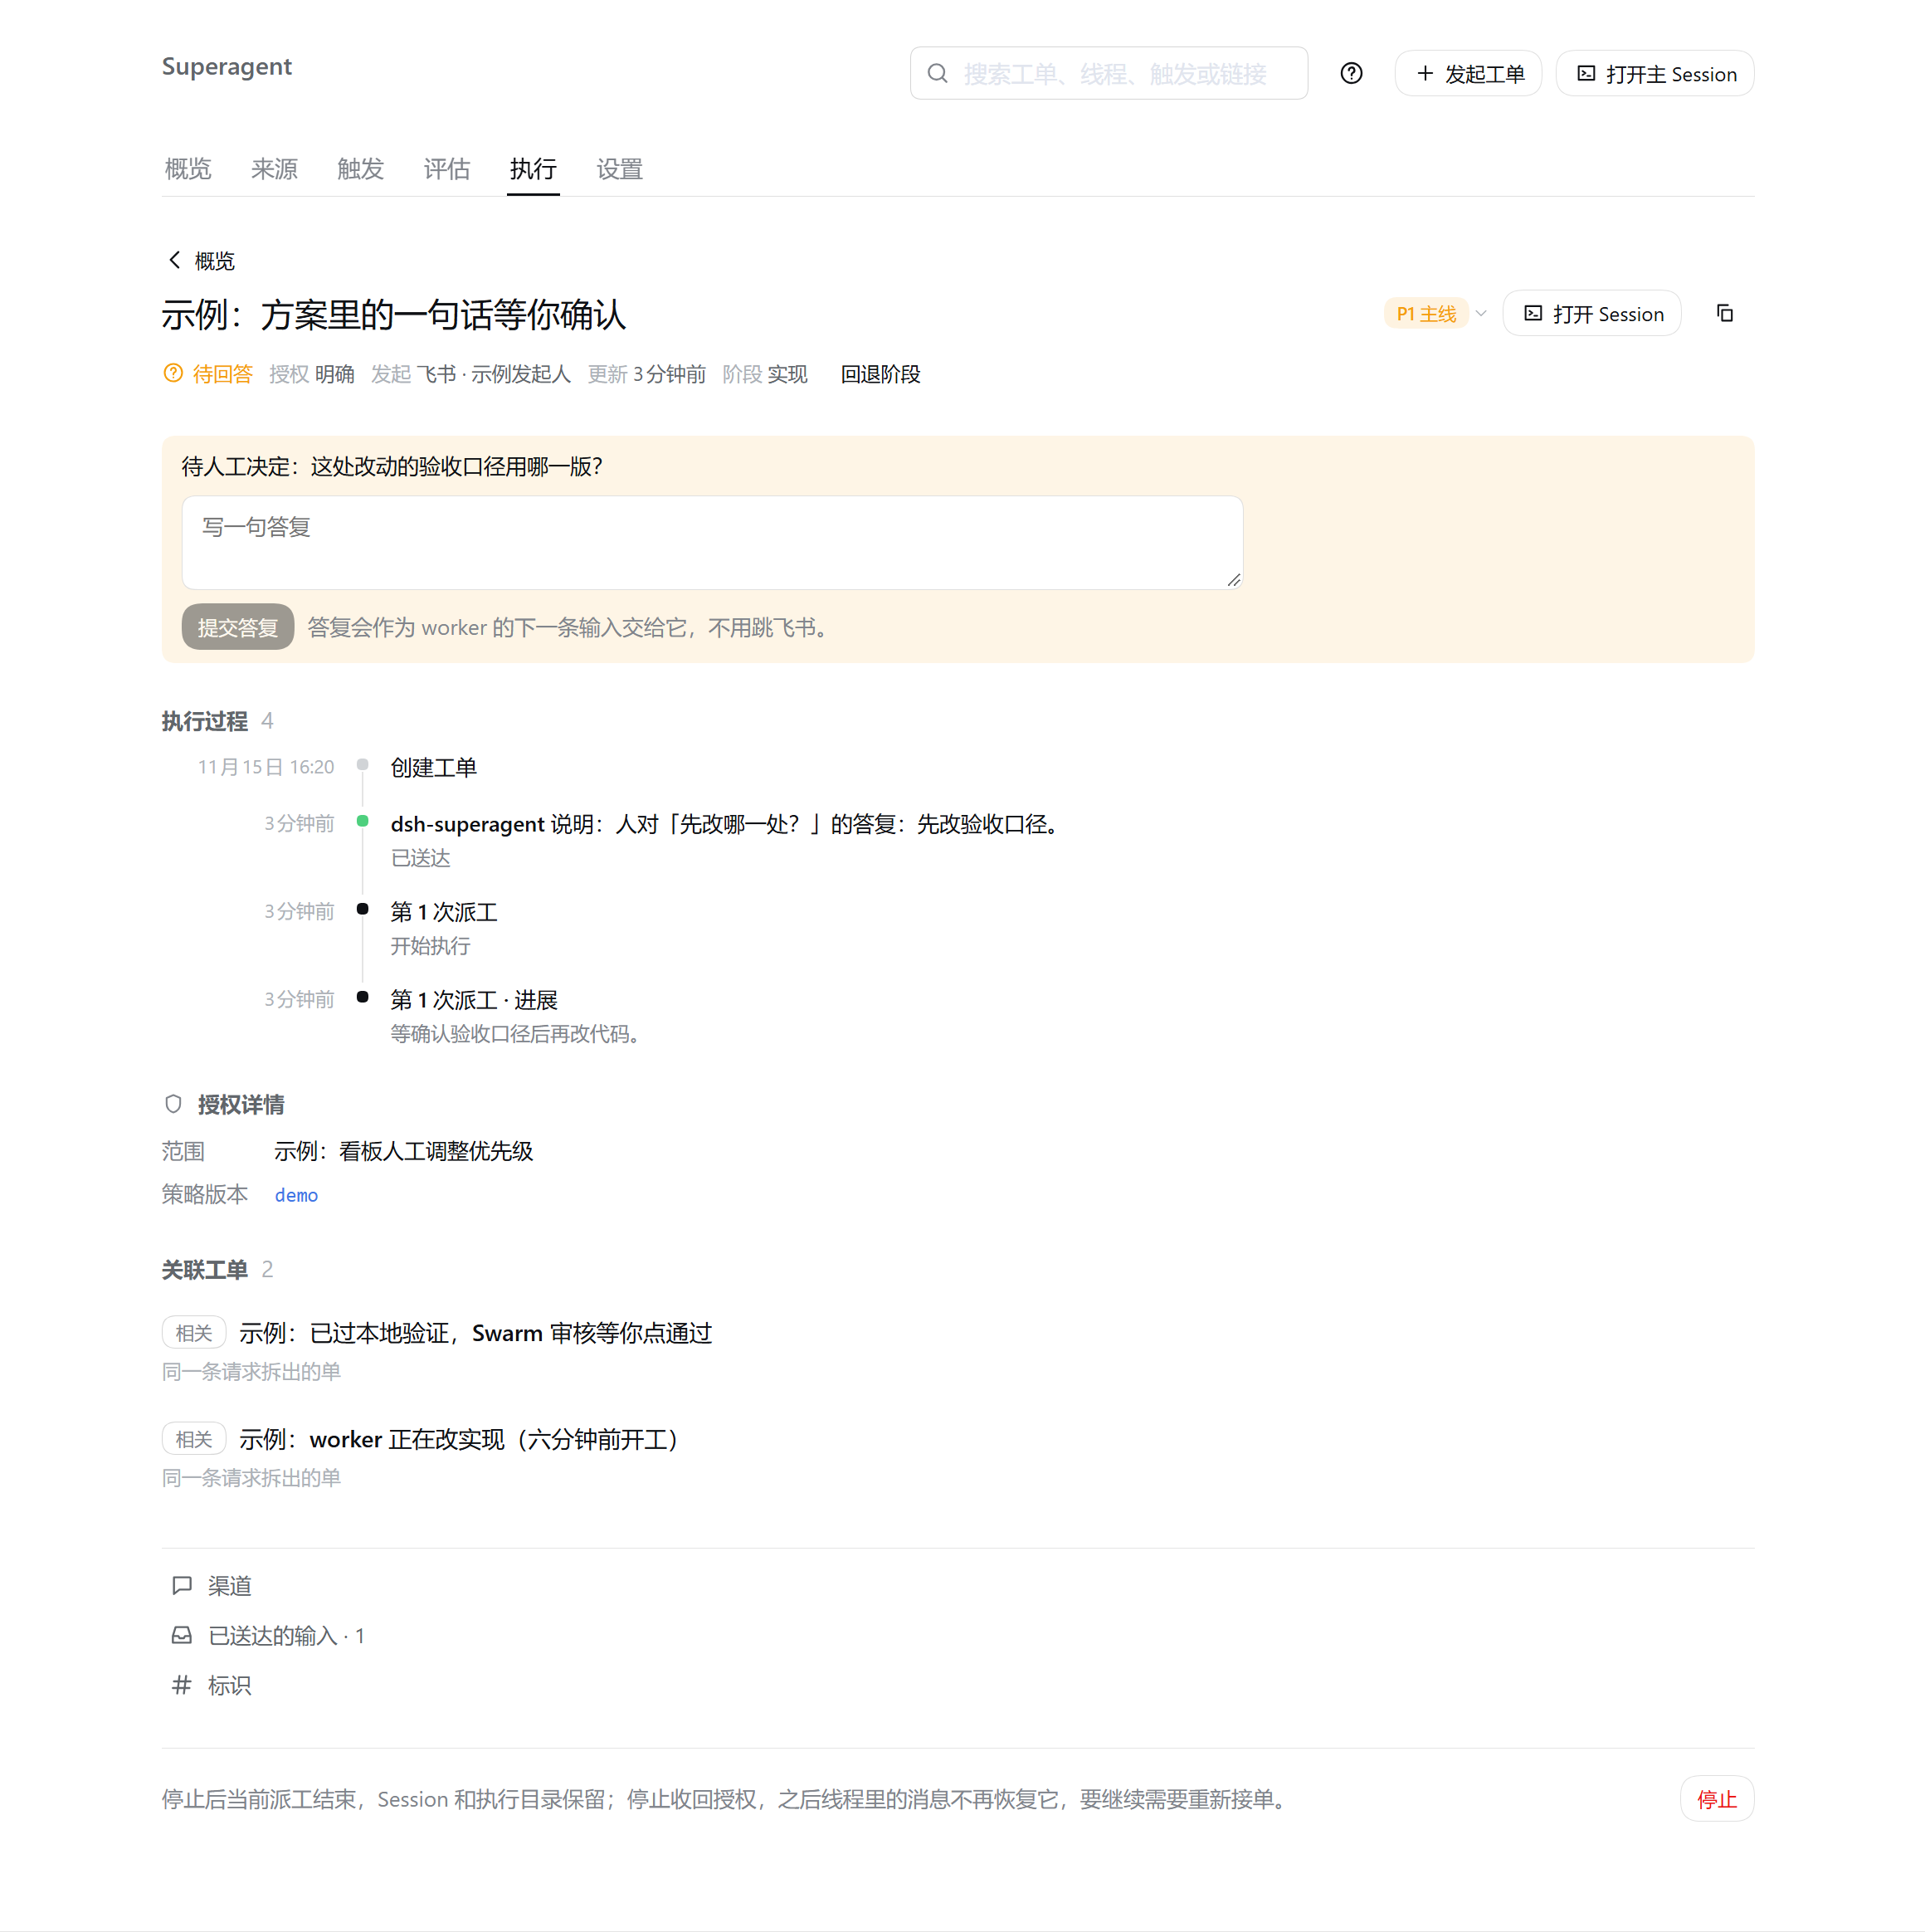 Superagent
搜索工单、线程、触发或链接
发起工单
打开主 Session
概览 来源 触发 评估 执行 设置
概览
示例：方案里的一句话等你确认
P1 主线
打开 Session
待回答 授权 明确 发起 飞书 · 示例发起人 更新 3 分钟前 阶段 实现 回退阶段
待人工决定：这处改动的验收口径用哪一版？
写一句答复
提交答复 答复会作为 worker 的下一条输入交给它，不用跳飞书。
执行过程 4
11月15日 16:20 创建工单
3 分钟前 dsh-superagent 说明：人对「先改哪一处？」的答复：先改验收口径。
已送达
3 分钟前 第 1 次派工
开始执行
3 分钟前 第 1 次派工 · 进展
等确认验收口径后再改代码。
授权详情
范围 示例：看板人工调整优先级
策略版本 demo
关联工单 2
相关 示例：已过本地验证，Swarm 审核等你点通过
同一条请求拆出的单
相关 示例：worker 正在改实现（六分钟前开工）
同一条请求拆出的单
渠道
已送达的输入 · 1
标识
停止后当前派工结束，Session 和执行目录保留；停止收回授权，之后线程里的消息不再恢复它，要继续需要重新接单。
停止